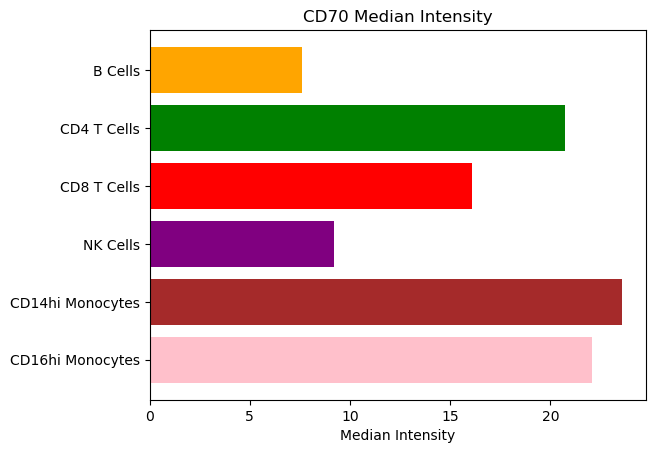 CD70 Median Intensity
B Cells
CD4 T Cells
CD8 T Cells
NK Cells
CD14hi Monocytes
CD16hi Monocytes
0 5 10 15 20
Median Intensity